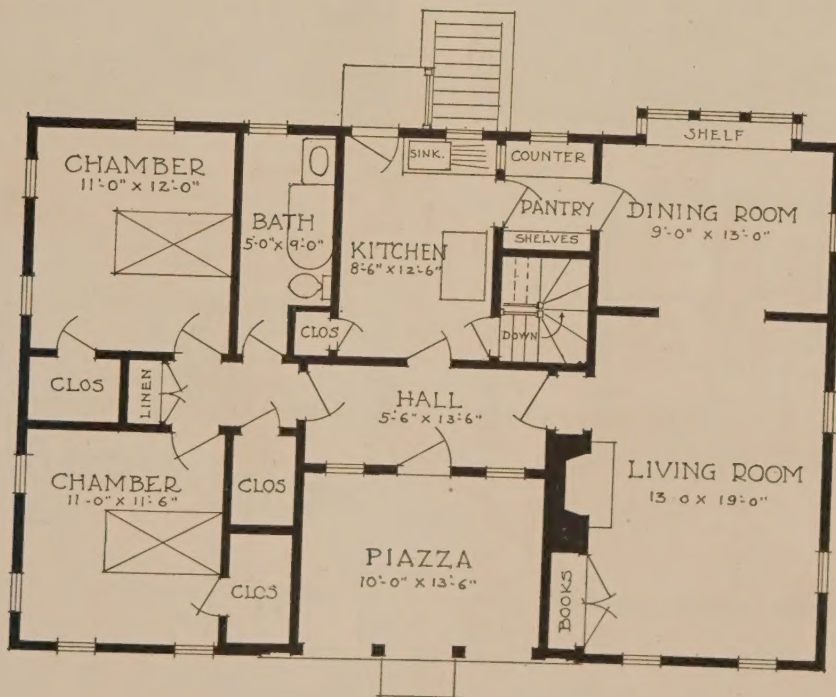 CHAMBER
11'-0" X 12'-0"
BATH
5'-0" X 9'-0"
SINK.
KITCHEN
8'-6" X 12'-6"
COUNTER
PANTRY
SHELVES
SHELF
DINING ROOM
9'-0" X 13'-0"
DOWN
CLOS
CLOS
LINEN
HALL
5'-6" X 13'-6"
CHAMBER
11'-0" X 11'-6"
CLOS
CLOS
PIAZZA
10'-0" X 13'-6"
BOOKS
LIVING ROOM
13-0 X 19'-0"